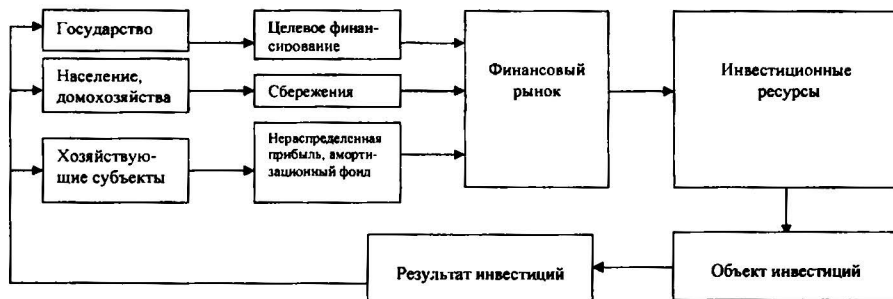 Государство
Целевое финан-
сирование
Финансовый
рынок
Инвестиционные
ресурсы
Население,
домохозяйства
Сбережения
Хозяйствую-
щие субъекты
Нераспределенная
прибыль, аморти-
зационный фонд
Результат инвестиций
Объект инвестиций